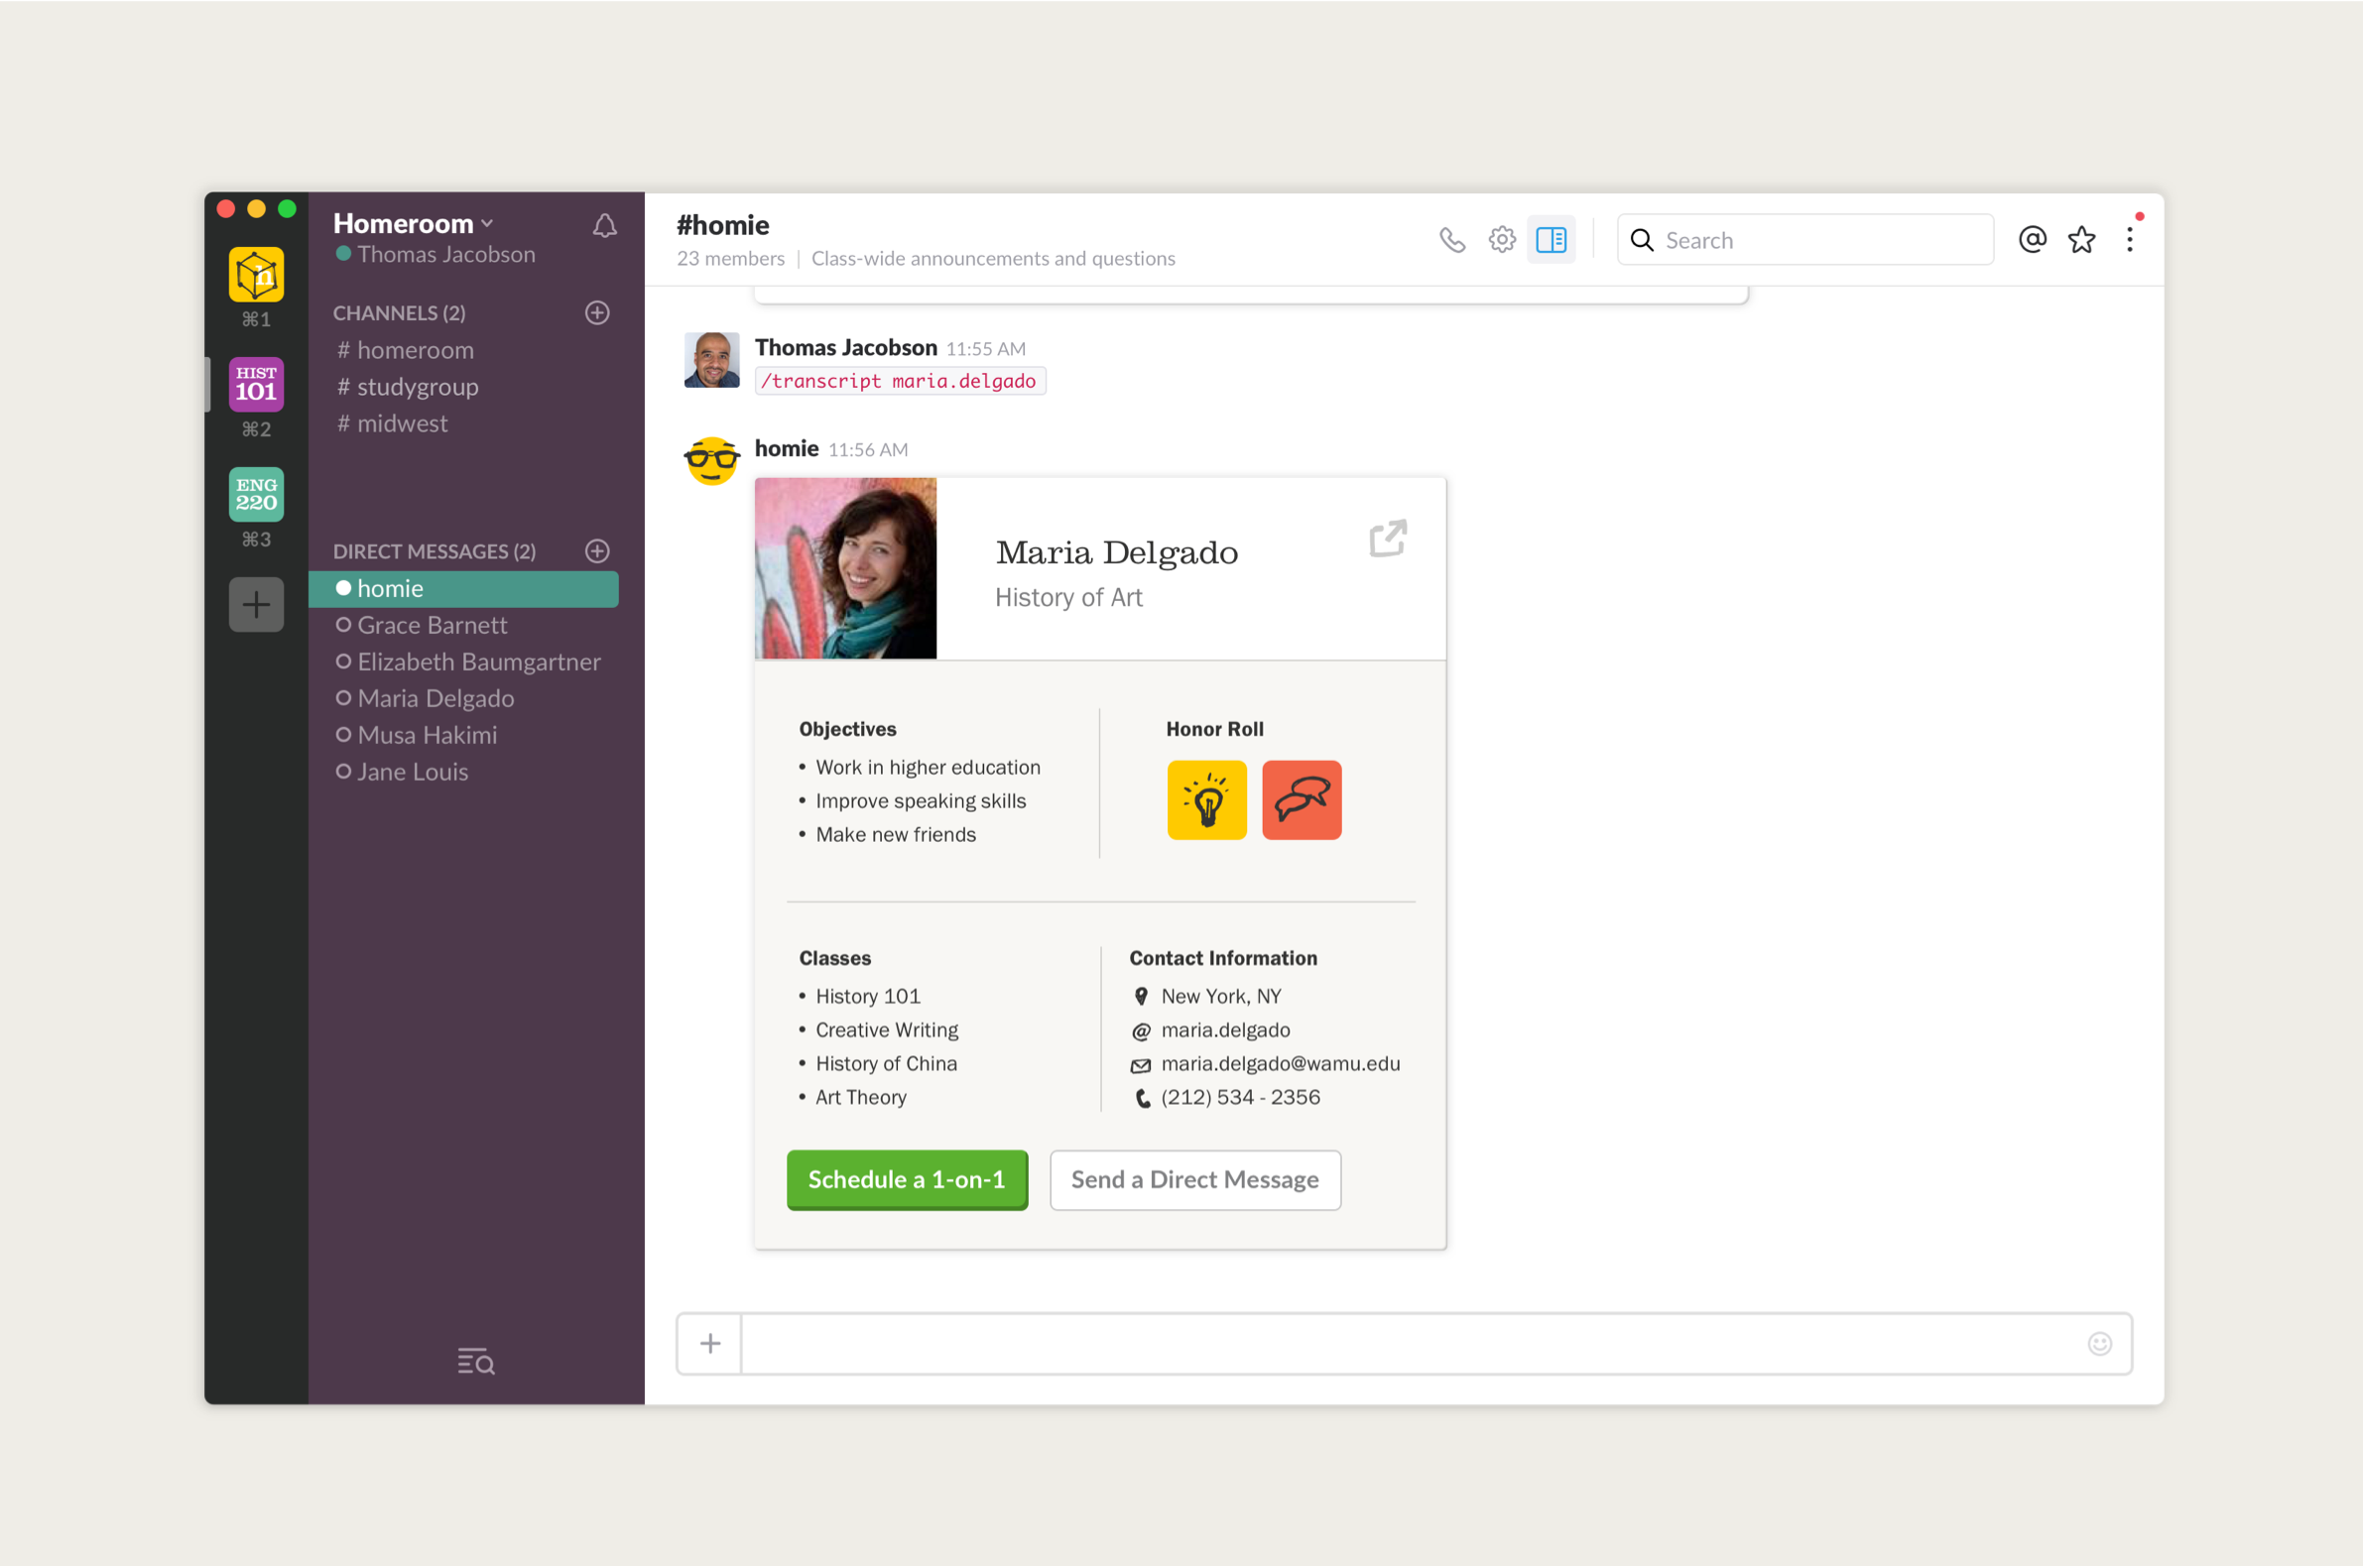 h
⌘1
HIST
101
⌘2
ENG
220
⌘3
Homeroom
Thomas Jacobson
CHANNELS (2)
# homeroom
# studygroup
# midwest
DIRECT MESSAGES (2)
homie
Grace Barnett
Elizabeth Baumgartner
Maria Delgado
Musa Hakimi
Jane Louis
#homie
23 members | Class-wide announcements and questions
Search
Thomas Jacobson 11:55 AM
/transcript maria.delgado
homie 11:56 AM
Maria Delgado
History of Art
Objectives
• Work in higher education
• Improve speaking skills
• Make new friends
Honor Roll
Classes
• History 101
• Creative Writing
• History of China
• Art Theory
Contact Information
New York, NY
@ maria.delgado
maria.delgado@wamu.edu
(212) 534 - 2356
Schedule a 1-on-1
Send a Direct Message